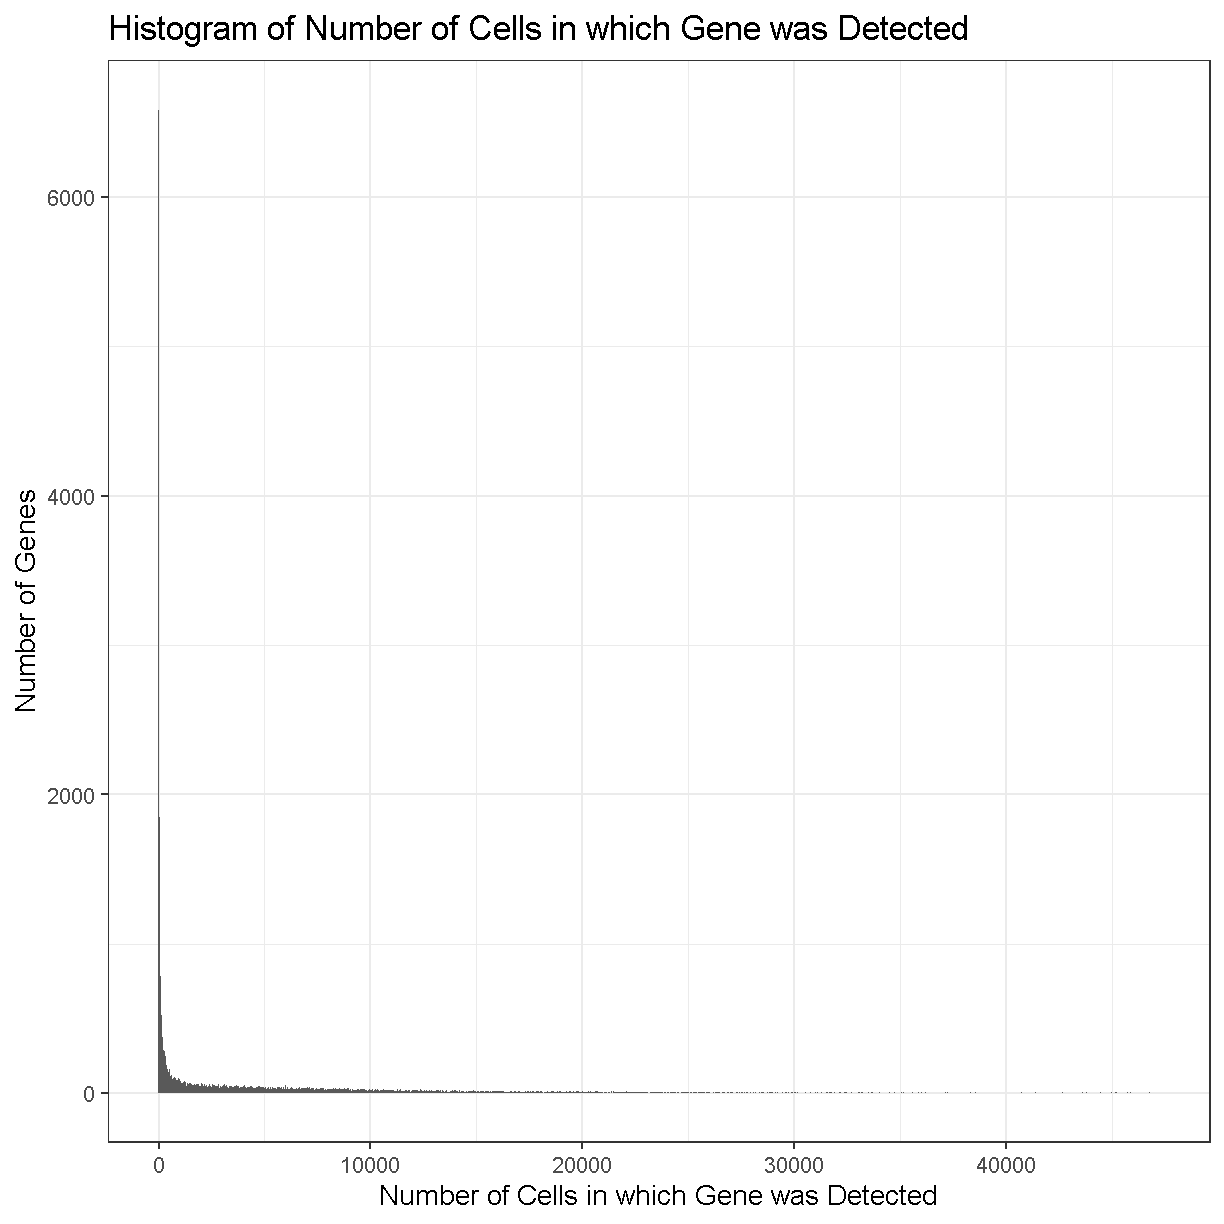 Histogram of Number of Cells in which Gene was Detected
Number of Genes
6000
4000
2000
0
0 10000 20000 30000 40000
Number of Cells in which Gene was Detected